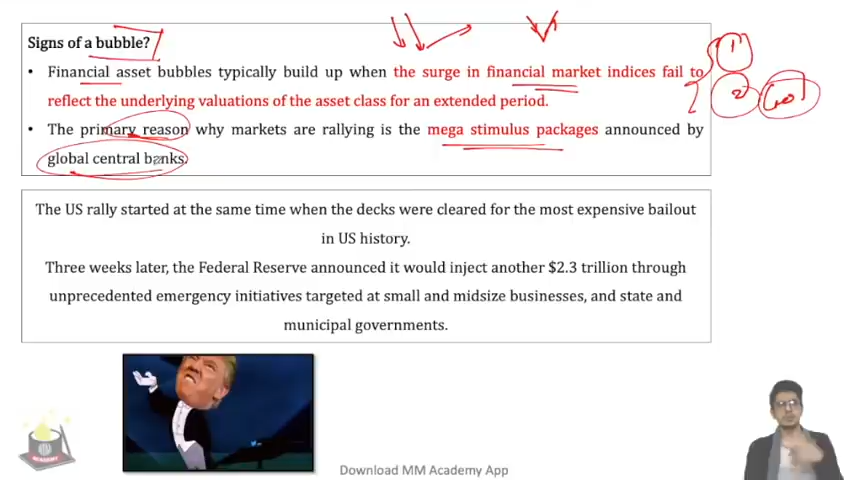 Signs of a bubble?
• Financial asset bubbles typically build up when the surge in financial market indices fail to
reflect the underlying valuations of the asset class for an extended period.
• The primary reason why markets are rallying is the mega stimulus packages announced by
global central banks.
1
2
The US rally started at the same time when the decks were cleared for the most expensive bailout
in US history.
Three weeks later, the Federal Reserve announced it would inject another $2.3 trillion through
unprecedented emergency initiatives targeted at small and midsize businesses, and state and
municipal governments.
ACADEMY
Download MM Academy App